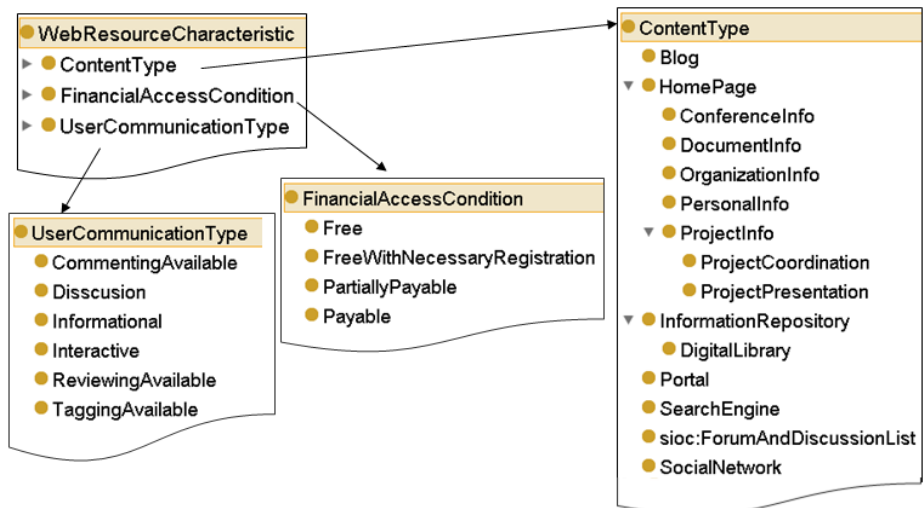 WebResourceCharacteristic
ContentType
FinancialAccessCondition
UserCommunicationType
UserCommunicationType
CommentingAvailable
Disscusion
Informational
Interactive
ReviewingAvailable
TaggingAvailable
FinancialAccessCondition
Free
FreeWithNecessaryRegistration
PartiallyPayable
Payable
ContentType
Blog
HomePage
ConferenceInfo
DocumentInfo
OrganizationInfo
PersonalInfo
ProjectInfo
ProjectCoordination
ProjectPresentation
InformationRepository
DigitalLibrary
Portal
SearchEngine
sioc:ForumAndDiscussionList
SocialNetwork